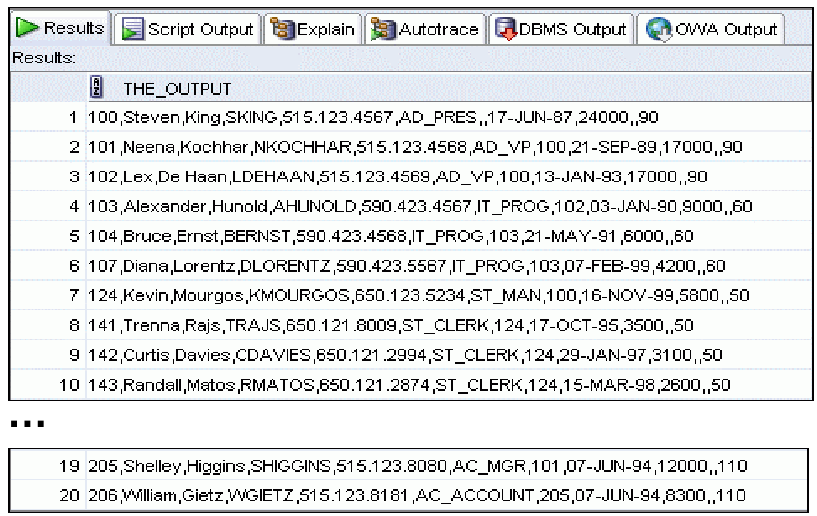 Results Script Output Explain Autotrace DBMS Output OWA Output
Results:
THE_OUTPUT
1 100,Steven,King,SKING,515.123.4567,AD_PRES,,17-JUN-87,24000,,90
2 101,Neena,Kochhar,NKOCHHAR,515.123.4568,AD_VP,100,21-SEP-89,17000,,90
3 102,Lex,De Haan,LDEHAAN,515.123.4569,AD_VP,100,13-JAN-93,17000,,90
4 103,Alexander,Hunold,AHUNOLD,590.423.4567,IT_PROG,102,03-JAN-90,9000,,60
5 104,Bruce,Ernst,BERNST,590.423.4568,IT_PROG,103,21-MAY-91,6000,,60
6 107,Diana,Lorentz,DLORENTZ,590.423.5567,IT_PROG,103,07-FEB-99,4200,,60
7 124,Kevin,Mourgos,KMOURGOS,650.123.5234,ST_MAN,100,16-NOV-99,5800,,50
8 141,Trenna,Rajs,TRAJS,650.121.8009,ST_CLERK,124,17-OCT-95,3500,,50
9 142,Curtis,Davies,CDAVIES,650.121.2994,ST_CLERK,124,29-JAN-97,3100,,50
10 143,Randall,Matos,RMATOS,650.121.2874,ST_CLERK,124,15-MAR-98,2600,,50
...
19 205,Shelley,Higgins,SHIGGINS,515.123.8080,AC_MGR,101,07-JUN-94,12000,,110
20 206,William,Gietz,WGIETZ,515.123.8181,AC_ACCOUNT,205,07-JUN-94,8300,,110